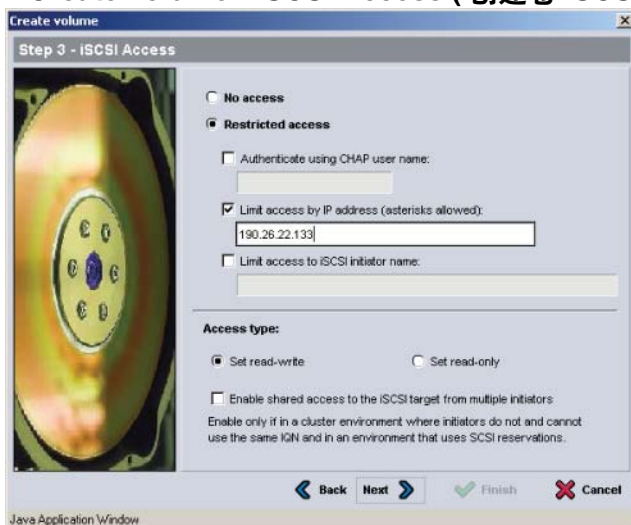 Create volume
Step 3 - iSCSI Access
No access
Restricted access
Authenticate using CHAP user name:
Limit access by IP address (asterisks allowed):
190.26.22.133
Limit access to iSCSI initiator name:
Access type:
Set read-write
Set read-only
Enable shared access to the iSCSI target from multiple initiators
Enable only if in a cluster environment where initiators do not and cannot
use the same IQN and in an environment that uses SCSI reservations.
Back
Next
Finish
Cancel
Java Application Window